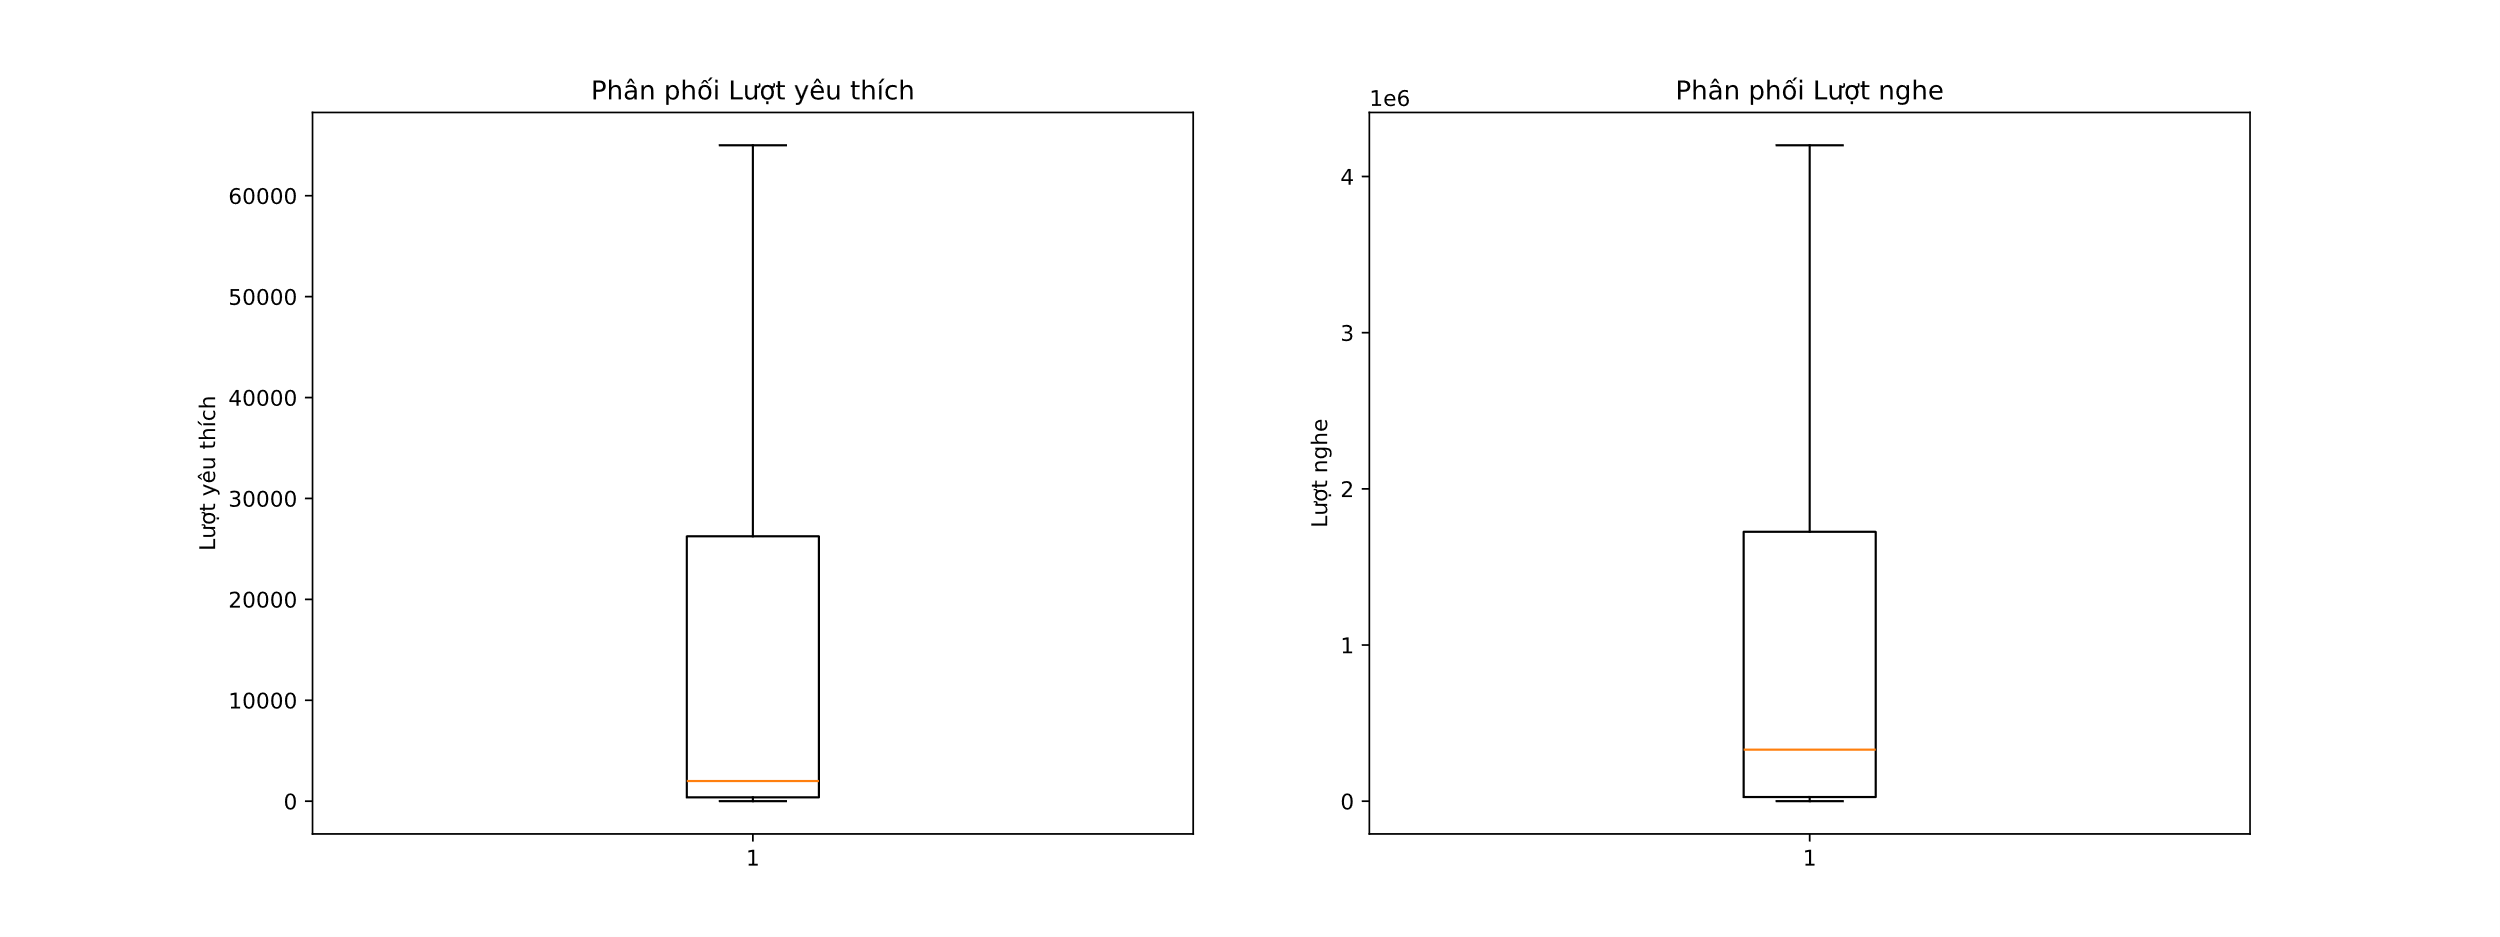 Phân phối Lượt yêu thích
Lượt yêu thích
60000
50000
40000
30000
20000
10000
0
1
Phân phối Lượt nghe
1e6
Lượt nghe
4
3
2
1
0
1